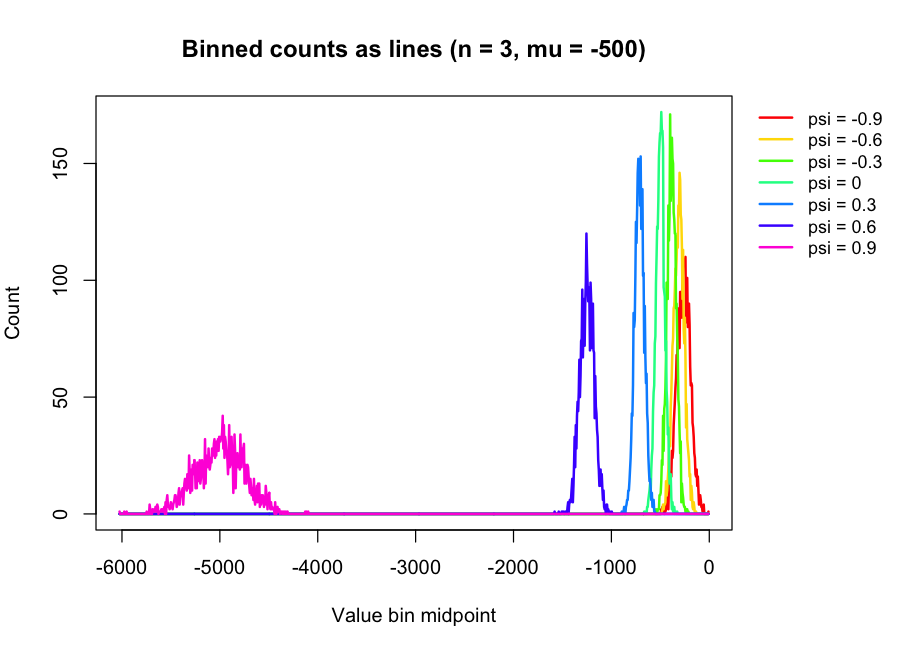 Binned counts as lines (n = 3, mu = -500)
psi = -0.9
psi = -0.6
psi = -0.3
psi = 0
psi = 0.3
psi = 0.6
psi = 0.9
Count
150
100
50
0
-6000 -5000 -4000 -3000 -2000 -1000 0
Value bin midpoint